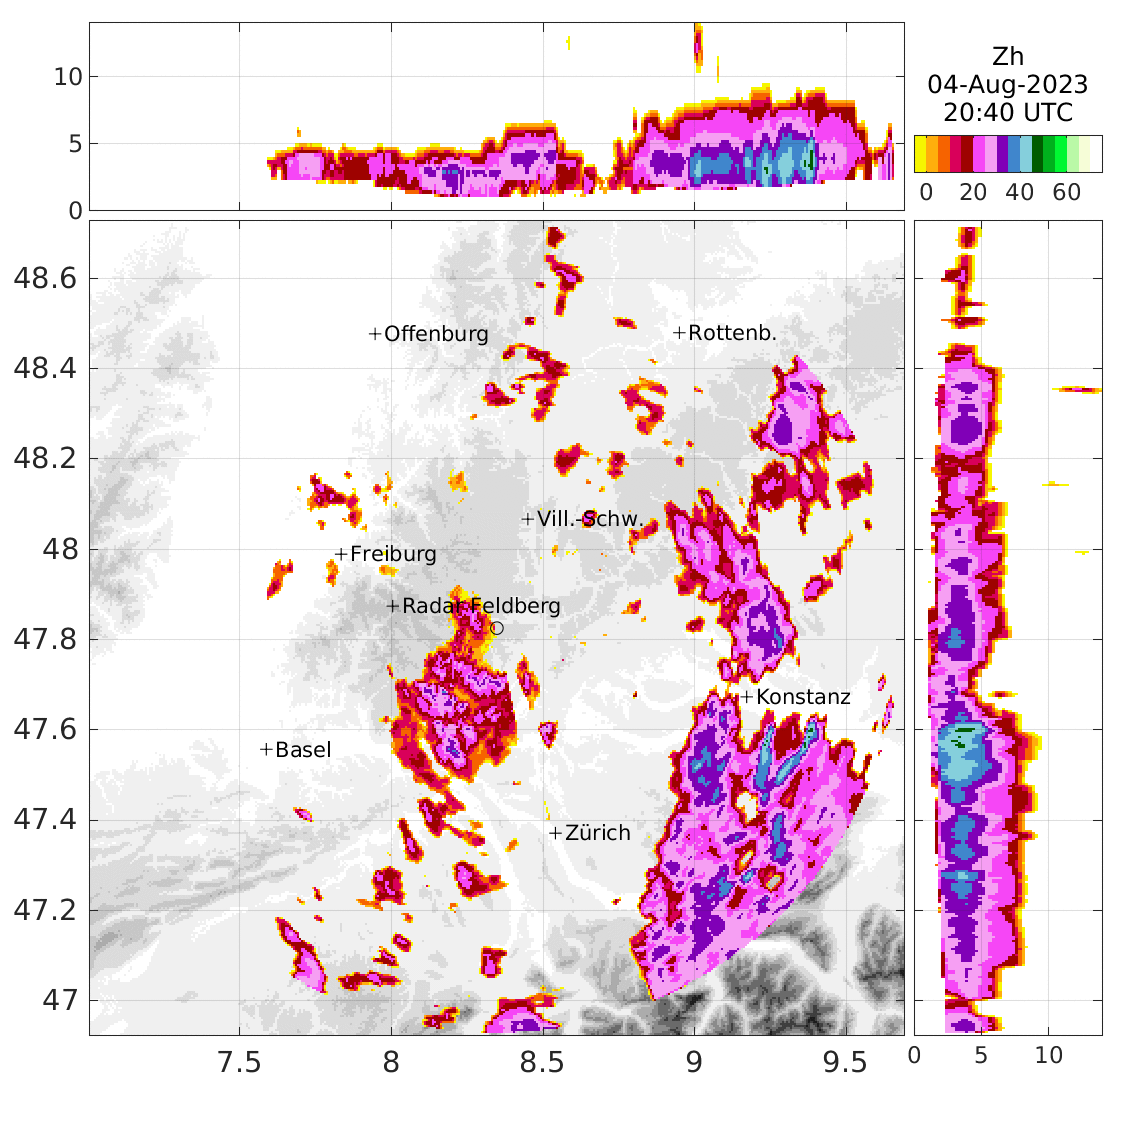 10
5
0
Zh
04-Aug-2023
20:40 UTC
0 20 40 60
48.6
48.4
48.2
48
47.8
47.6
47.4
47.2
47
+Offenburg
+Rottenb.
+Vill.-Schw.
+Freiburg
+Radar Feldberg
+Konstanz
+Basel
+Zürich
7.5 8 8.5 9 9.5
0 5 10